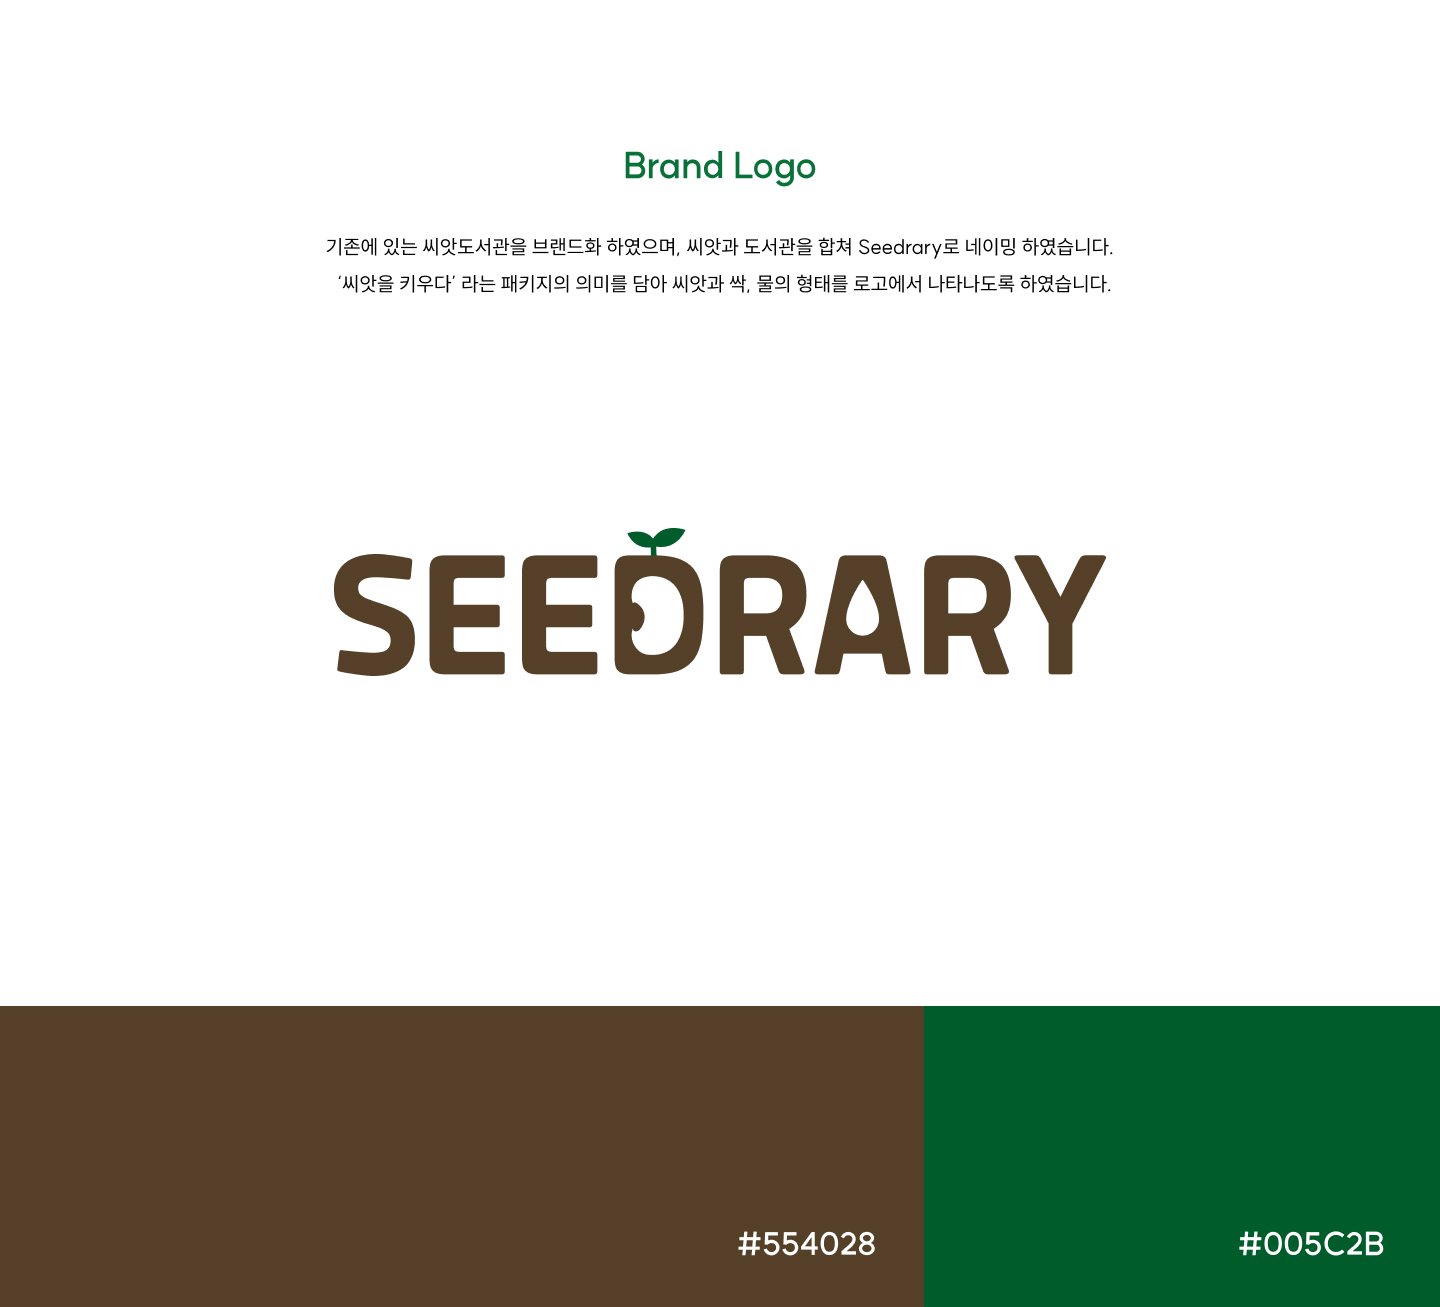 Brand Logo
기존에 있는 씨앗도서관을 브랜드화 하였으며, 씨앗과 도서관을 합쳐 Seedrary로 네이밍 하였습니다.
‘씨앗을 키우다’ 라는 패키지의 의미를 담아 씨앗과 싹, 물의 형태를 로고에서 나타나도록 하였습니다.
SEEDRARY
#554028
#005C2B